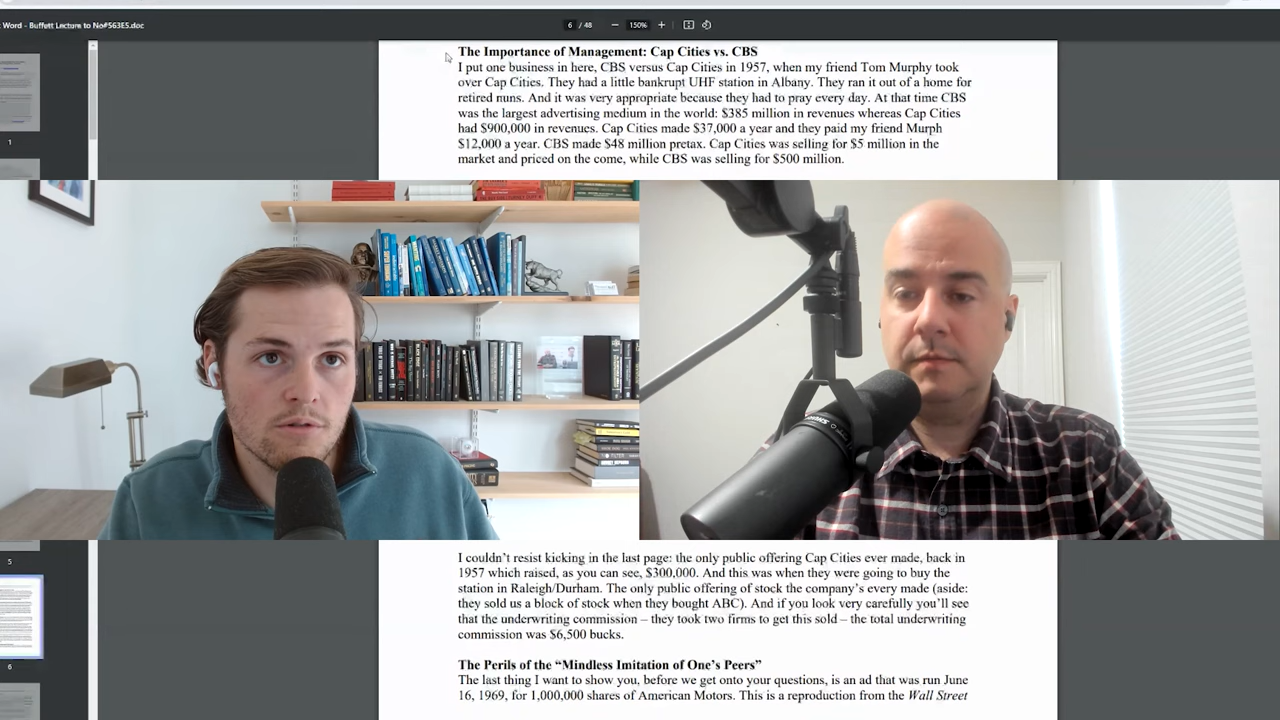 Word - Buffett Lecture to No#563E5.doc
6 / 48
150%
1
The Importance of Management: Cap Cities vs. CBS
I put one business in here, CBS versus Cap Cities in 1957, when my friend Tom Murphy took
over Cap Cities. They had a little bankrupt UHF station in Albany. They ran it out of a home for
retired nuns. And it was very appropriate because they had to pray every day. At that time CBS
was the largest advertising medium in the world: $385 million in revenues whereas Cap Cities
had $900,000 in revenues. Cap Cities made $37,000 a year and they paid my friend Murph
$12,000 a year. CBS made $48 million pretax. Cap Cities was selling for $5 million in the
market and priced on the come, while CBS was selling for $500 million.
5
6
I couldn't resist kicking in the last page: the only public offering Cap Cities ever made, back in
1957 which raised, as you can see, $300,000. And this was when they were going to buy the
station in Raleigh/Durham. The only public offering of stock the company's every made (aside:
they sold us a block of stock when they bought ABC). And if you look very carefully you'll see
that the underwriting commission – they took two firms to get this sold – the total underwriting
commission was $6,500 bucks.
The Perils of the "Mindless Imitation of One's Peers"
The last thing I want to show you, before we get onto your questions, is an ad that was run June
16, 1969, for 1,000,000 shares of American Motors. This is a reproduction from the Wall Street